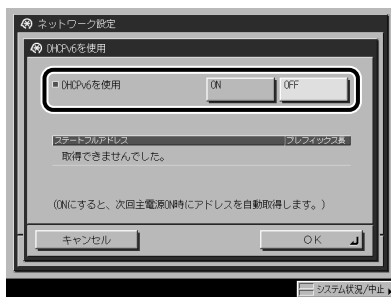 ネットワーク設定
DHCPv6を使用
■ DHCPv6を使用 ON OFF
ステートフルアドレス プレフィックス長
取得できませんでした。
(ONにすると、次回主電源ON時にアドレスを自動取得します。)
キャンセル OK
システム状況/中止